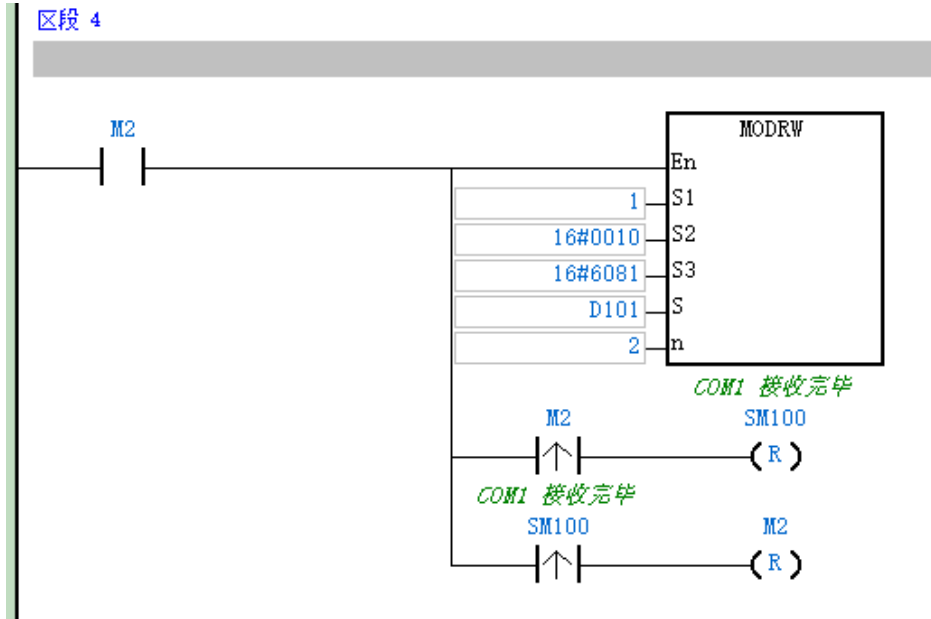 区段 4
M2
MODRW
En
1 S1
16#0010 S2
16#6081 S3
D101 S
2 n
COM1 接收完毕
M2 SM100
R
COM1 接收完毕
SM100 M2
R